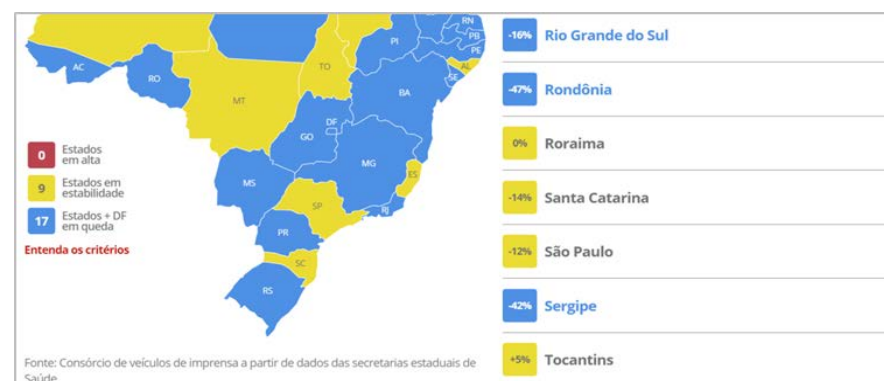 RN
PB
PI
PE
AL
AC
TO
SE
RO
BA
MT
DF
GO
MG
MS
ES
SP
RJ
PR
SC
RS
0 Estados
em alta
9 Estados em
estabilidade
17 Estados + DF
em queda
Entenda os critérios
Fonte: Consórcio de veículos de imprensa a partir de dados das secretarias estaduais de
Saúde
-16% Rio Grande do Sul
-47% Rondônia
0% Roraima
-14% Santa Catarina
-12% São Paulo
-42% Sergipe
+5% Tocantins